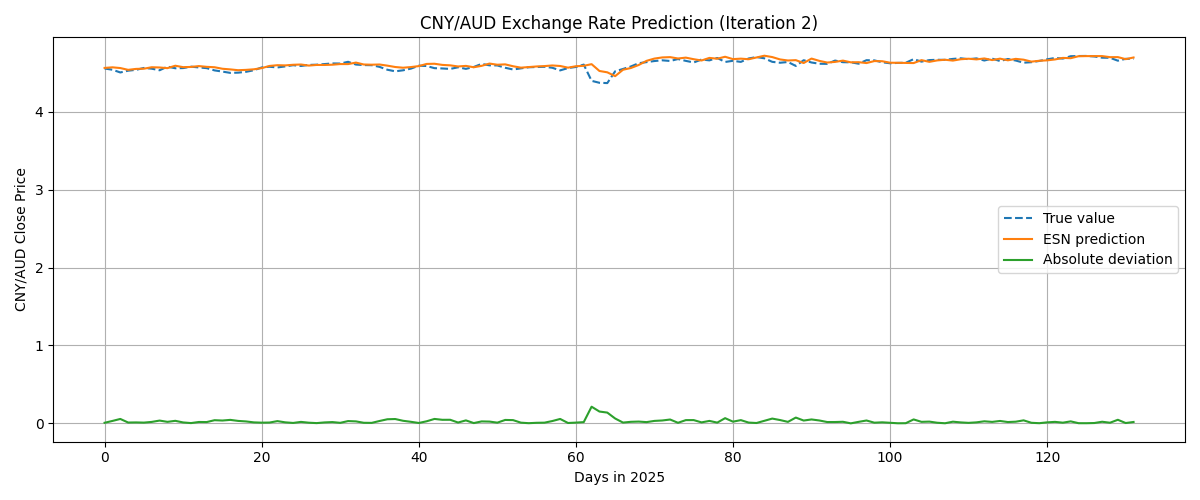 CNY/AUD Exchange Rate Prediction (Iteration 2)
CNY/AUD Close Price
4
3
2
1
0
True value
ESN prediction
Absolute deviation
0 20 40 60 80 100 120
Days in 2025